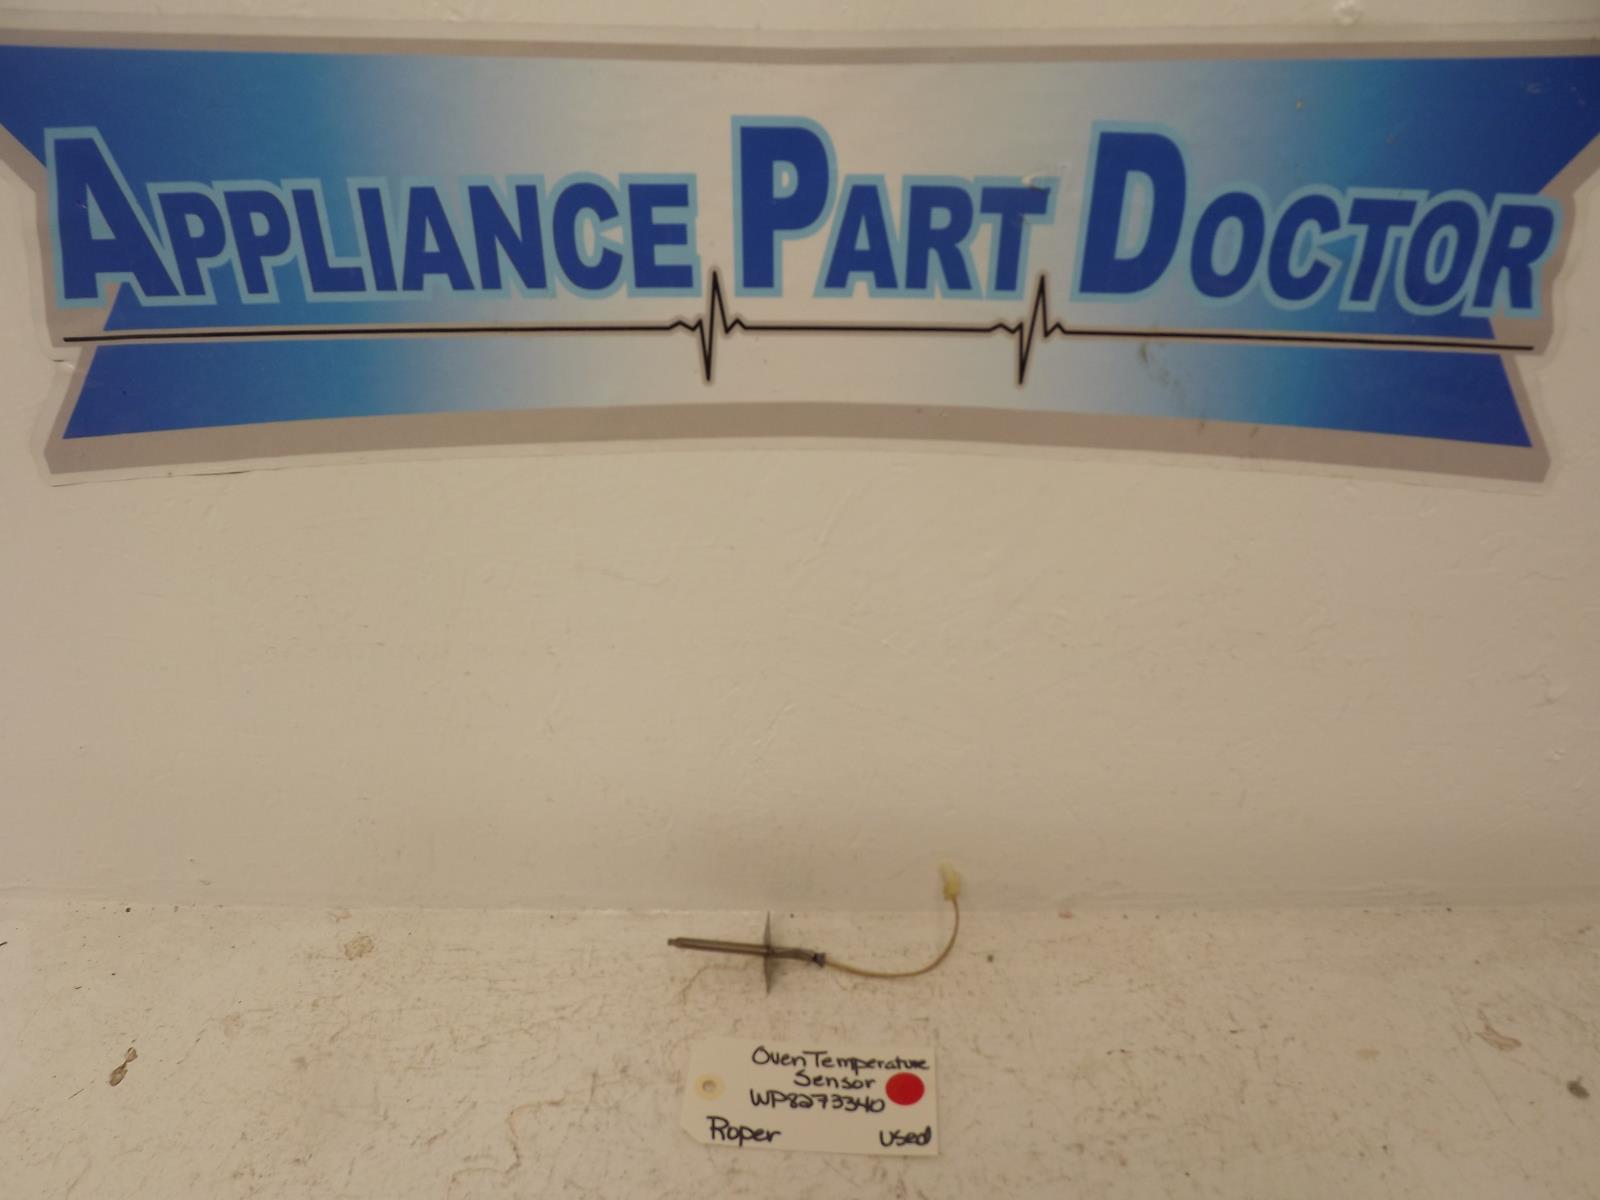 APPLIANCE PART DOCTOR
Oven Temperature
Sensor
WP8273340
Roper
Used